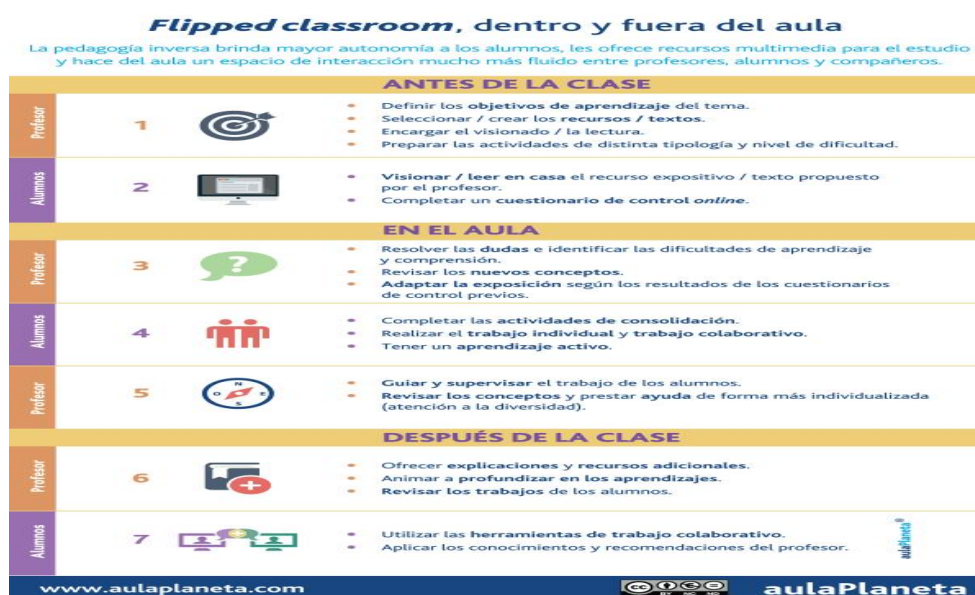 Flipped classroom, dentro y fuera del aula
La pedagogía inversa brinda mayor autonomía a los alumnos, les ofrece recursos multimedia para el estudio
y hace del aula un espacio de interacción mucho más fluido entre profesores, alumnos y compañeros.
ANTES DE LA CLASE
Profesor
1
• Definir los objetivos de aprendizaje del tema.
• Seleccionar / crear los recursos / textos.
• Encargar el visionado / la lectura.
• Preparar las actividades de distinta tipología y nivel de dificultad.
Alumnos
2
• Visionar / leer en casa el recurso expositivo / texto propuesto
por el profesor.
• Completar un cuestionario de control online.
EN EL AULA
Profesor
3
?
• Resolver las dudas e identificar las dificultades de aprendizaje
y comprensión.
• Revisar los nuevos conceptos.
• Adaptar la exposición según los resultados de los cuestionarios
de control previos.
Alumnos
4
• Completar las actividades de consolidación.
• Realizar el trabajo individual y trabajo colaborativo.
• Tener un aprendizaje activo.
Profesor
5
N
O E
S
• Guiar y supervisar el trabajo de los alumnos.
• Revisar los conceptos y prestar ayuda de forma más individualizada
(atención a la diversidad).
DESPUÉS DE LA CLASE
Profesor
6
• Ofrecer explicaciones y recursos adicionales.
• Animar a profundizar en los aprendizajes.
• Revisar los trabajos de los alumnos.
Alumnos
7
• Utilizar las herramientas de trabajo colaborativo.
• Aplicar los conocimientos y recomendaciones del profesor.
aulaPlaneta
www.aulaplaneta.com
cc
BY NC ND
aulaPlaneta